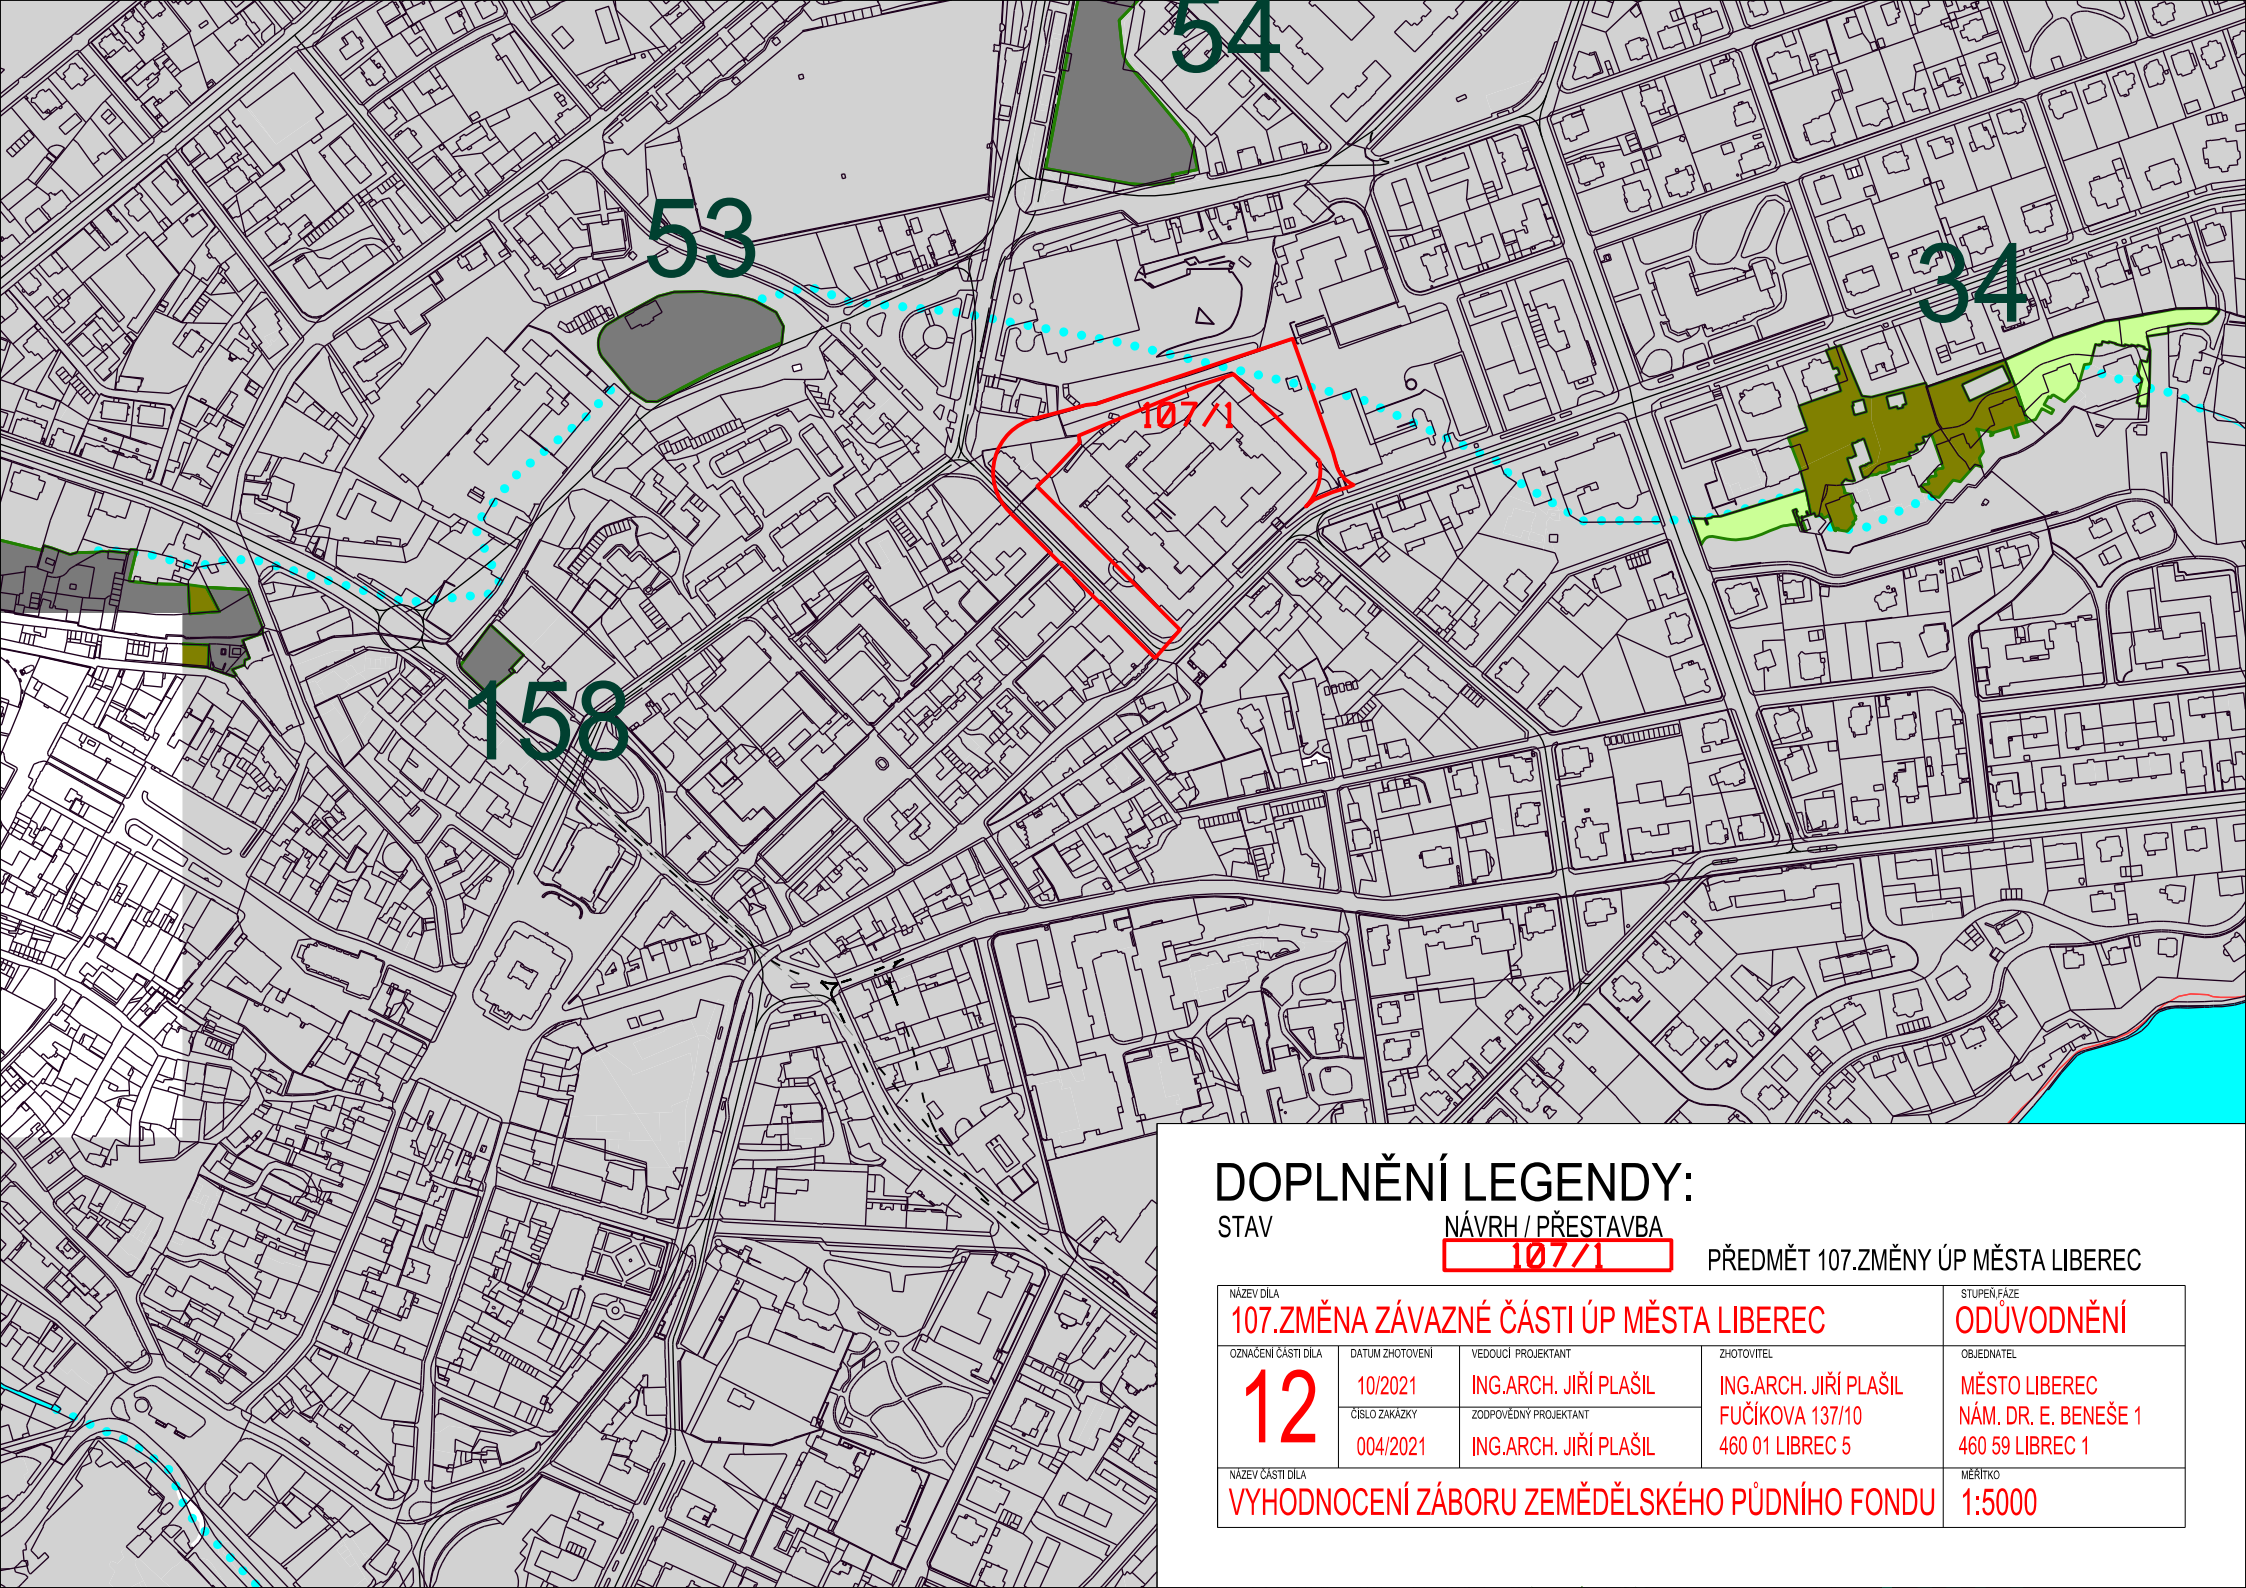 54
53
34
107/1
158
DOPLNĚNÍ LEGENDY:
STAV
NÁVRH / PŘESTAVBA
107/1
PŘEDMĚT 107.ZMĚNY ÚP MĚSTA LIBEREC
NÁZEV DÍLA
107.ZMĚNA ZÁVAZNÉ ČÁSTI ÚP MĚSTA LIBEREC
STUPEŇ,FÁZE
ODŮVODNĚNÍ
OZNAČENÍ ČÁSTI DÍLA
12
DATUM ZHOTOVENÍ
10/2021
VEDOUCÍ PROJEKTANT
ING.ARCH. JIŘÍ PLAŠIL
ZHOTOVITEL
ING.ARCH. JIŘÍ PLAŠIL
FUČÍKOVA 137/10
460 01 LIBREC 5
OBJEDNATEL
MĚSTO LIBEREC
NÁM. DR. E. BENEŠE 1
460 59 LIBREC 1
ČÍSLO ZAKÁZKY
004/2021
ZODPOVĚDNÝ PROJEKTANT
ING.ARCH. JIŘÍ PLAŠIL
NÁZEV ČÁSTI DÍLA
VYHODNOCENÍ ZÁBORU ZEMĚDĚLSKÉHO PŮDNÍHO FONDU
MĚŘÍTKO
1:5000